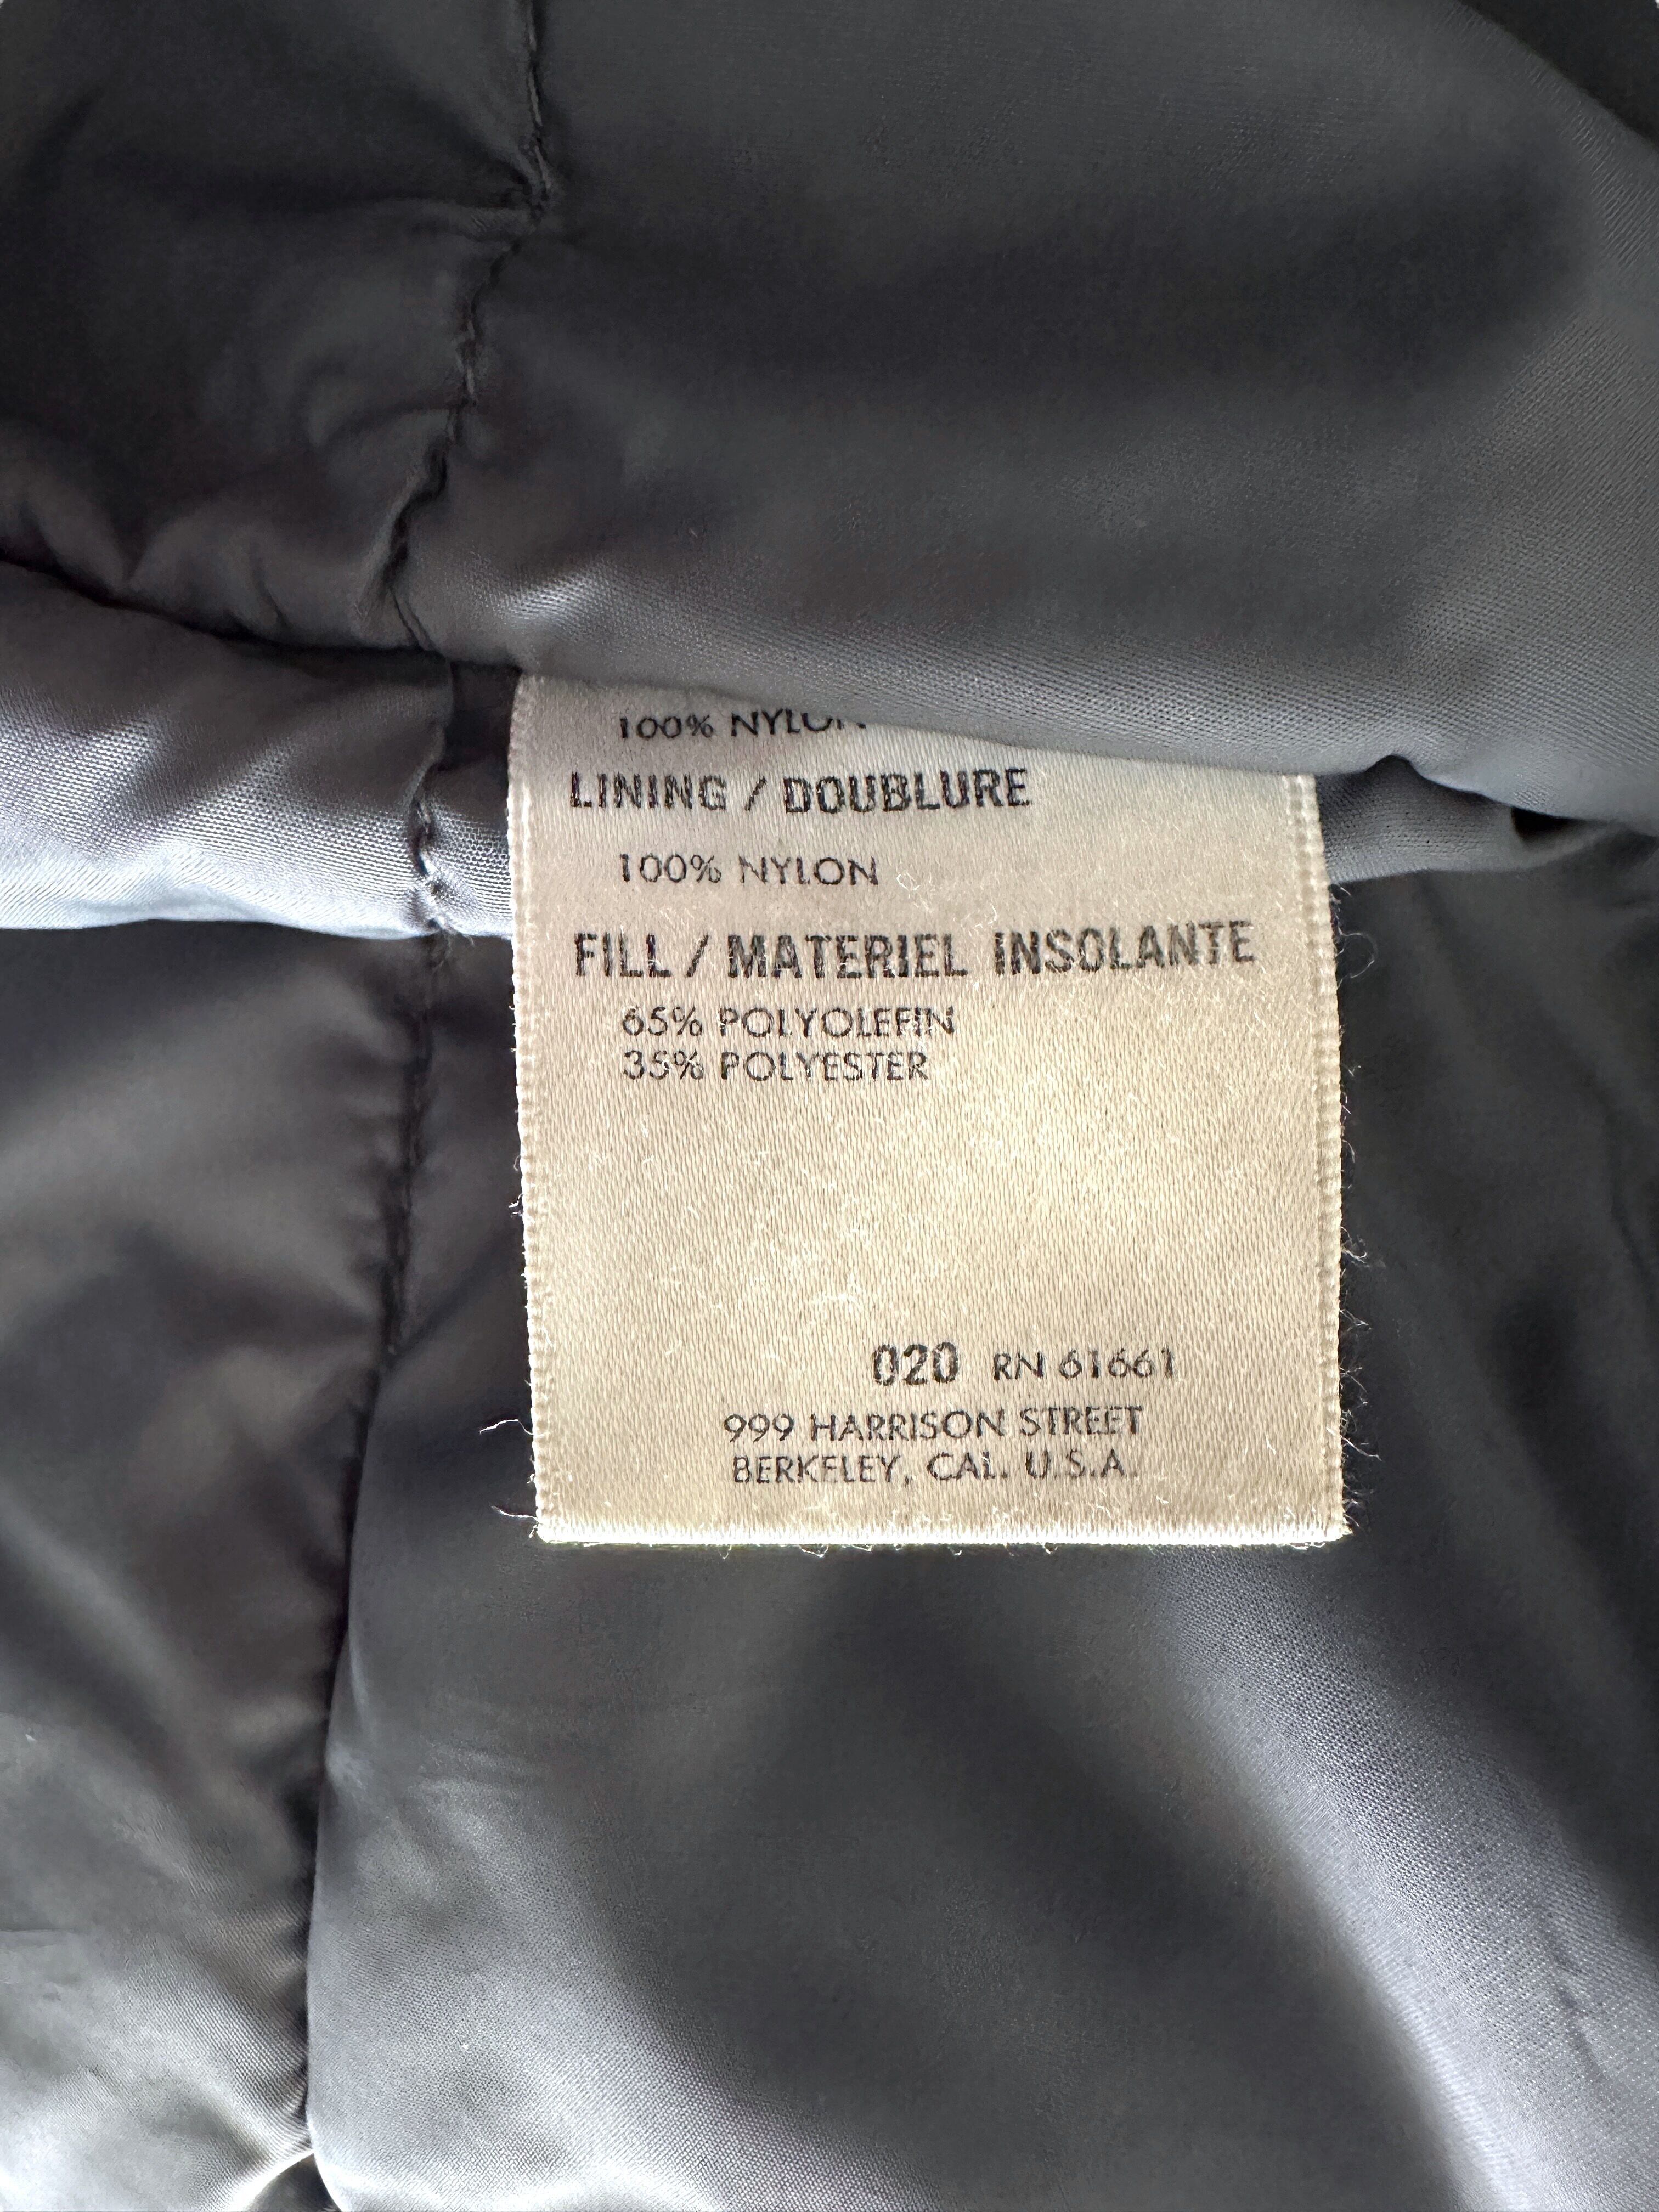 100% NYLON
LINING / DOUBLURE
100% NYLON
FILL / MATERIEL INSOLANTE
65% POLYOLEFIN
35% POLYESTER
020 RN 61661
999 HARRISON STREET
BERKELEY, CAL. U.S.A.